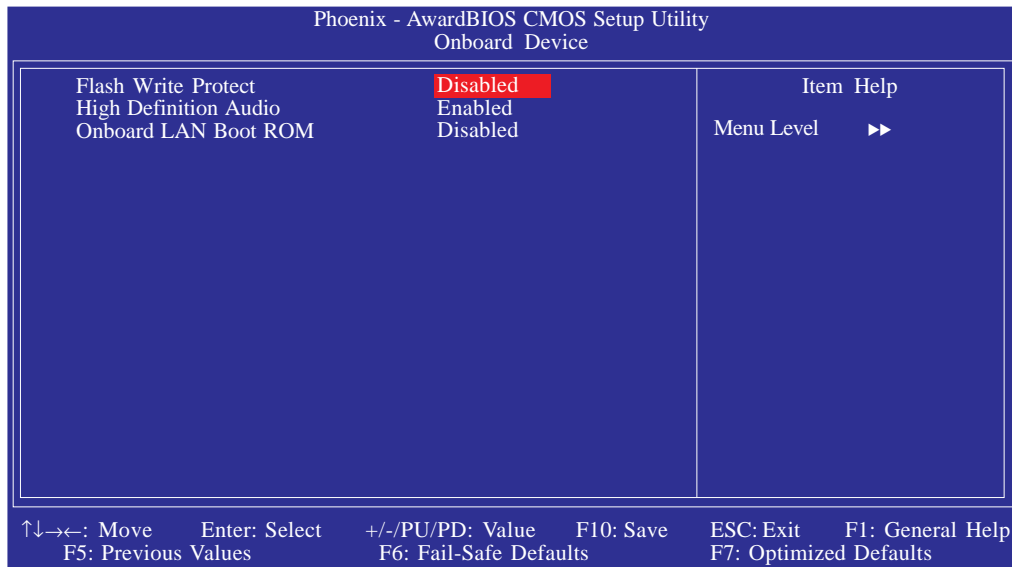 Phoenix - AwardBIOS CMOS Setup Utility
Onboard Device
Flash Write Protect Disabled
High Definition Audio Enabled
Onboard LAN Boot ROM Disabled
Item Help
Menu Level ▶▶
↑↓→←: Move Enter: Select +/-/PU/PD: Value F10: Save ESC: Exit F1: General Help
F5: Previous Values F6: Fail-Safe Defaults F7: Optimized Defaults